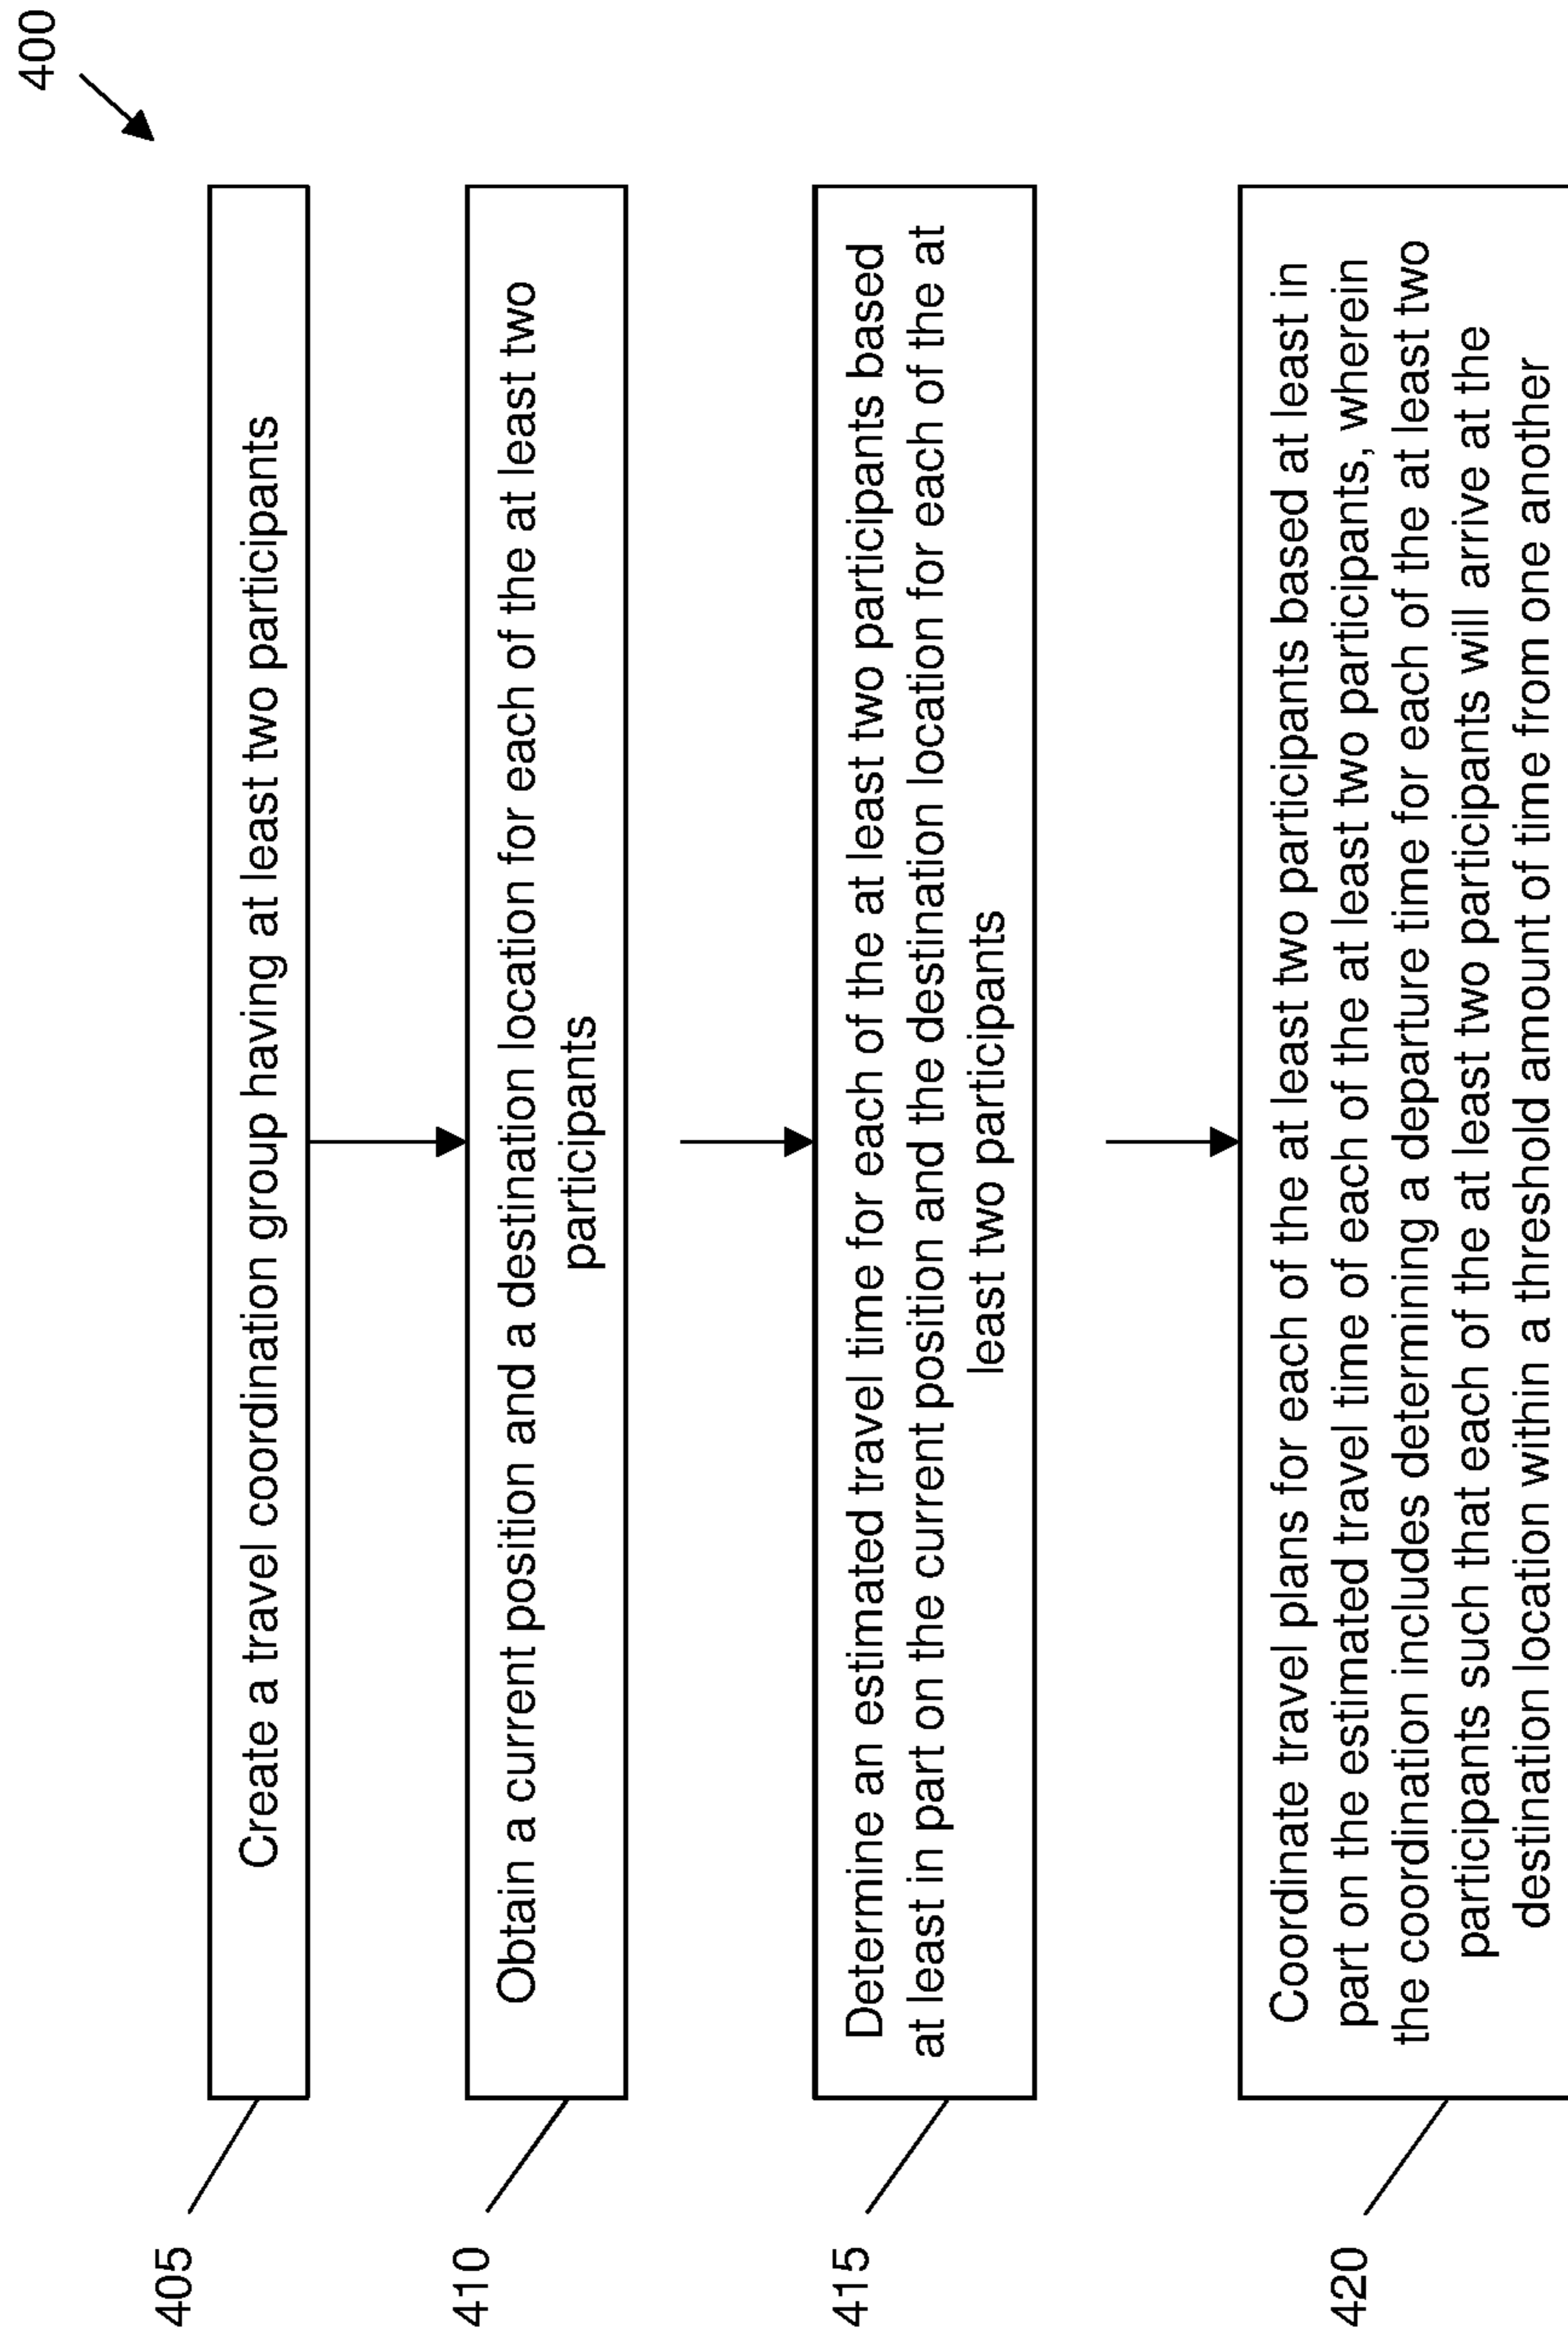 400
405
Create a travel coordination group having at least two participants
410
Obtain a current position and a destination location for each of the at least two
participants
415
Determine an estimated travel time for each of the at least two participants based
at least in part on the current position and the destination location for each of the at
least two participants
420
Coordinate travel plans for each of the at least two participants based at least in
part on the estimated travel time of each of the at least two participants, wherein
the coordination includes determining a departure time for each of the at least two
participants such that each of the at least two participants will arrive at the
destination location within a threshold amount of time from one another